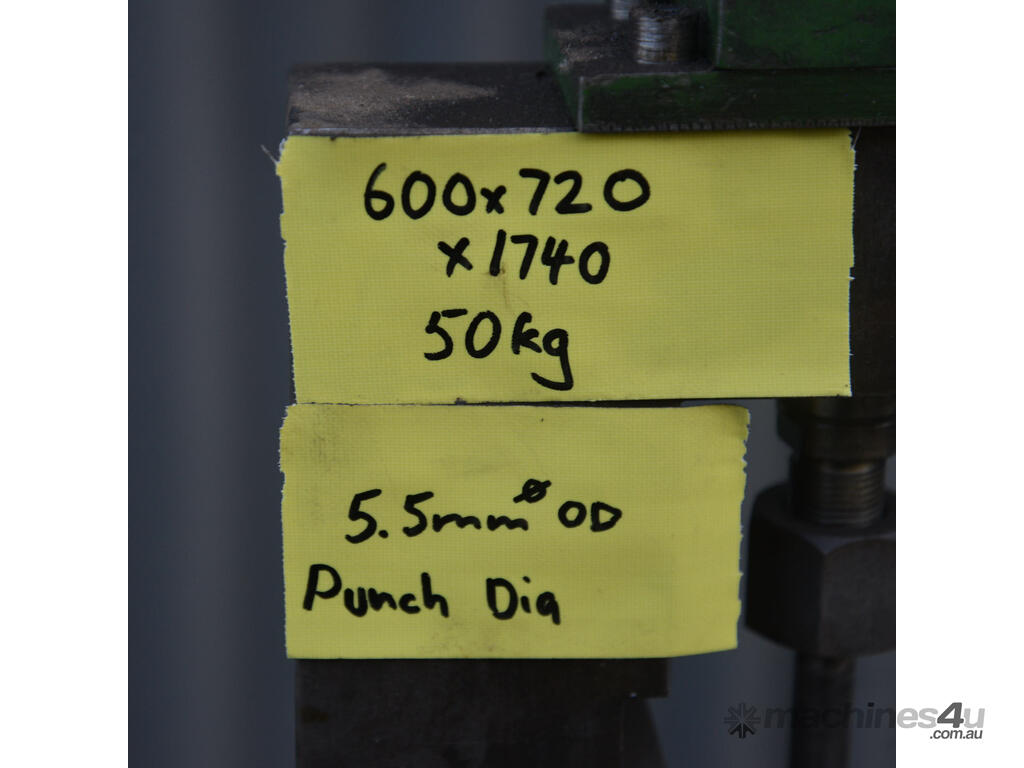 600x720
x1740
50kg
5.5mm ø OD
Punch Dia
machines4u
.com.au